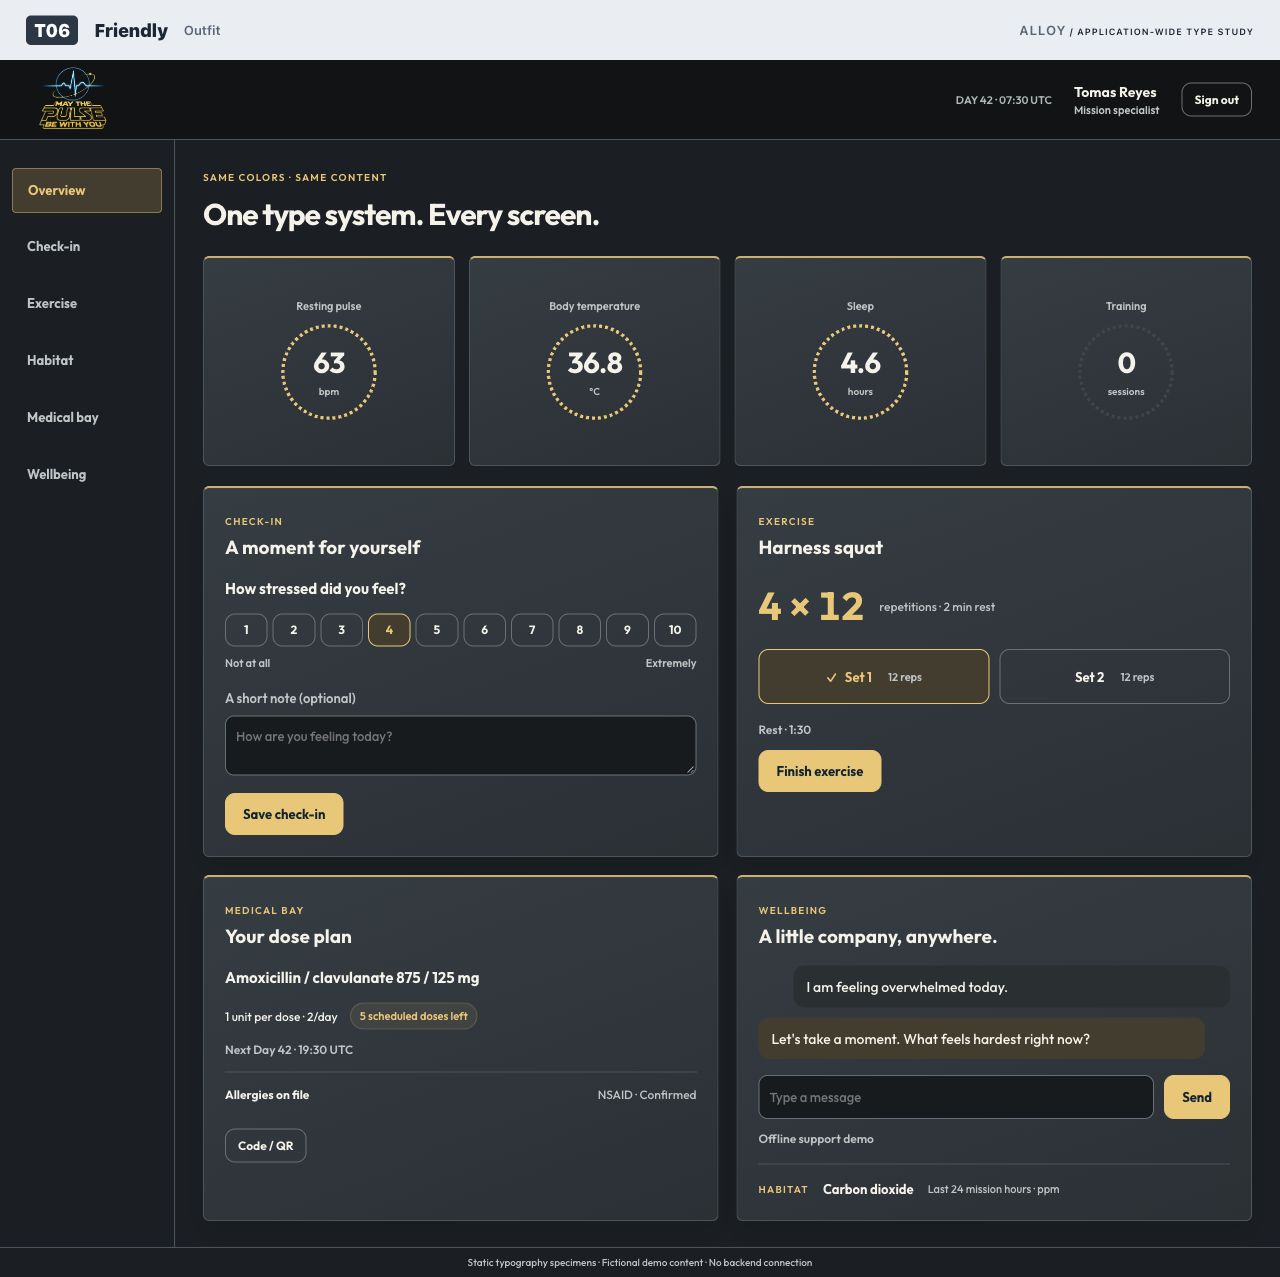 T06 Friendly Outfit
ALLOY / APPLICATION-WIDE TYPE STUDY
MAY THE
PULSE
BE WITH YOU
DAY 42 · 07:30 UTC
Tomas Reyes
Mission specialist
Sign out
Overview
Check-in
Exercise
Habitat
Medical bay
Wellbeing
SAME COLORS · SAME CONTENT
One type system. Every screen.
Resting pulse
63
bpm
Body temperature
36.8
°C
Sleep
4.6
hours
Training
0
sessions
CHECK-IN
A moment for yourself
How stressed did you feel?
1 2 3 4 5 6 7 8 9 10
Not at all Extremely
A short note (optional)
How are you feeling today?
Save check-in
EXERCISE
Harness squat
4 × 12 repetitions · 2 min rest
✓ Set 1 12 reps
Set 2 12 reps
Rest · 1:30
Finish exercise
MEDICAL BAY
Your dose plan
Amoxicillin / clavulanate 875 / 125 mg
1 unit per dose · 2/day 5 scheduled doses left
Next Day 42 · 19:30 UTC
Allergies on file NSAID · Confirmed
Code / QR
WELLBEING
A little company, anywhere.
I am feeling overwhelmed today.
Let's take a moment. What feels hardest right now?
Type a message Send
Offline support demo
HABITAT Carbon dioxide Last 24 mission hours · ppm
Static typography specimens · Fictional demo content · No backend connection